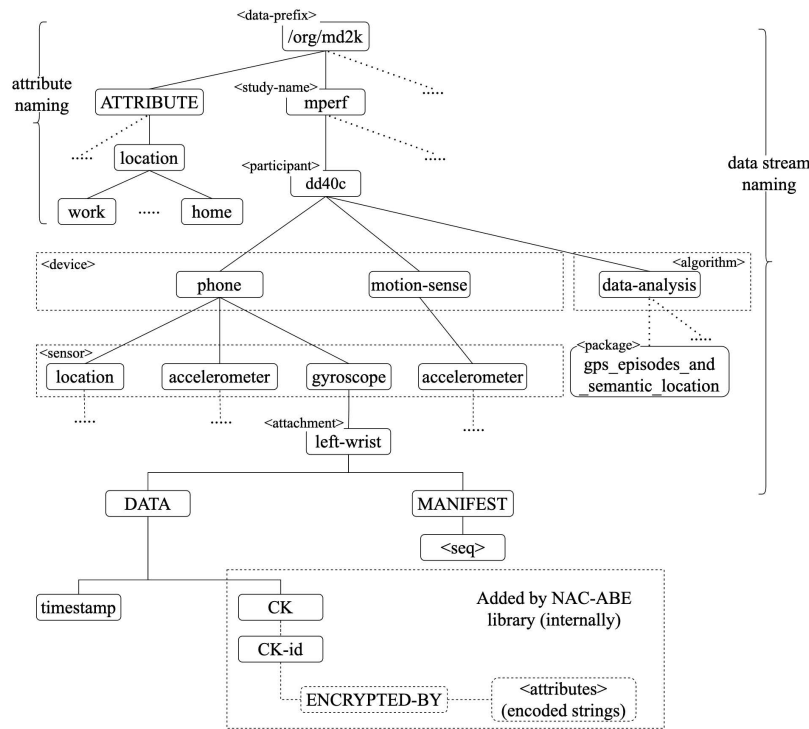 <data-prefix>
/org/md2k
attribute
naming
ATTRIBUTE
<study-name>
mperf
.....
.....
location
.....
<participant>
dd40c
data stream
naming
work
.....
home
<device>
phone
motion-sense
<algorithm>
data-analysis
<sensor>
location
accelerometer
gyroscope
accelerometer
.....
<package>
gps_episodes_and
_semantic_location
.....
.....
.....
<attachment>
left-wrist
DATA
MANIFEST
<seq>
timestamp
CK
Added by NAC-ABE
library (internally)
CK-id
ENCRYPTED-BY
<attributes>
(encoded strings)